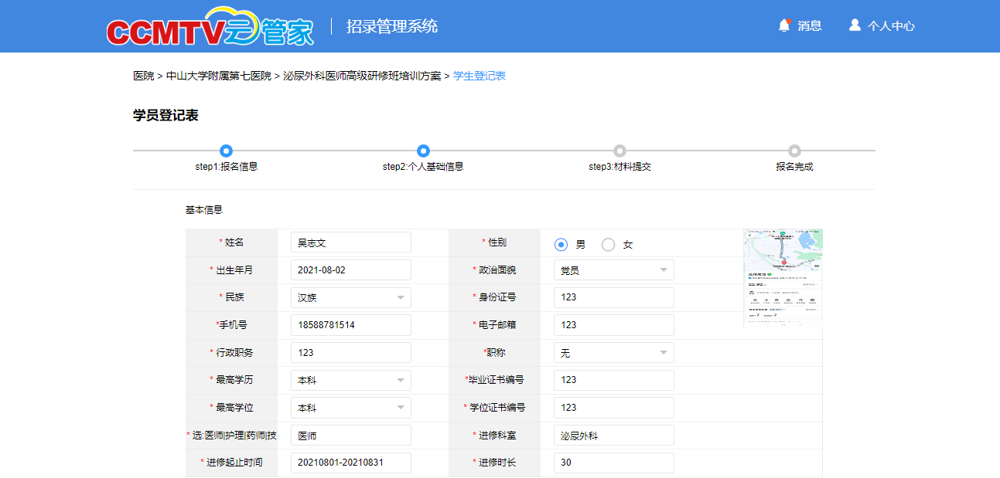 CCMTV云管家 招录管理系统 消息 个人中心
医院 > 中山大学附属第七医院 > 泌尿外科医师高级研修班培训方案 > 学生登记表
学员登记表
step1:报名信息 step2:个人基础信息 step3:材料提交 报名完成
基本信息
* 姓名 吴志文 * 性别 男 女
* 出生年月 2021-08-02 * 政治面貌 党员
* 民族 汉族 * 身份证号 123
*手机号 18588781514 * 电子邮箱 123
* 行政职务 123 *职称 无
* 最高学历 本科 *毕业证书编号 123
* 最高学位 本科 * 学位证书编号 123
* 选:医师|护理|药师|技 医师 * 进修科室 泌尿外科
* 进修起止时间 20210801-20210831 * 进修时长 30